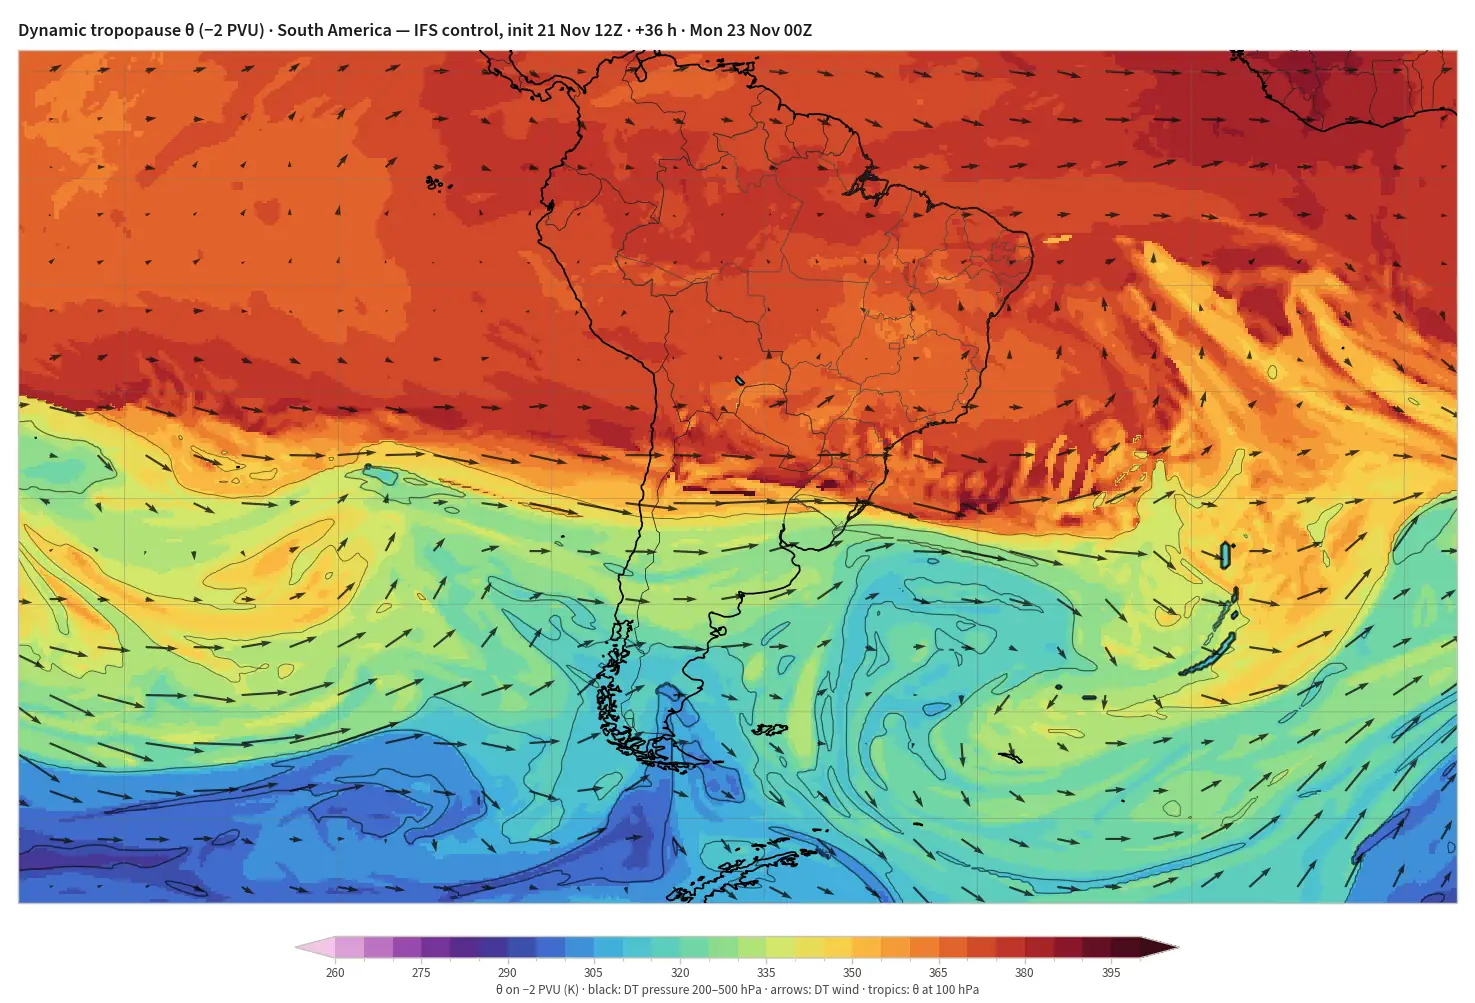 Dynamic tropopause θ (−2 PVU) · South America — IFS control, init 21 Nov 12Z · +36 h · Mon 23 Nov 00Z
260 275 290 305 320 335 350 365 380 395
θ on −2 PVU (K) · black: DT pressure 200–500 hPa · arrows: DT wind · tropics: θ at 100 hPa